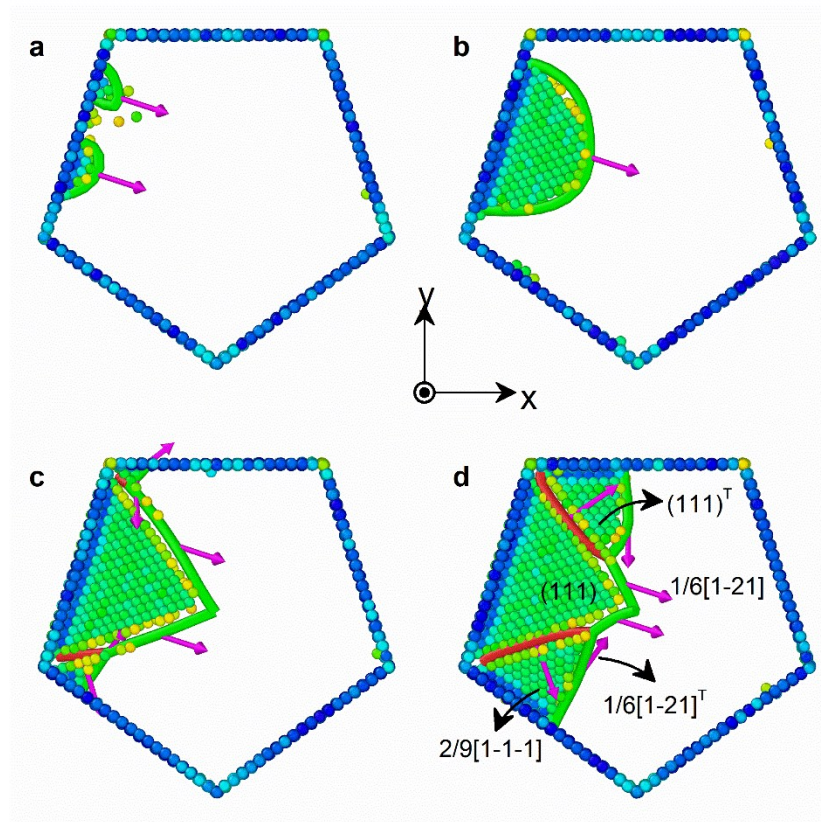 a
b
y
x
c
d
(111)ᵀ
(111)
1/6[1-21]
1/6[1-21]ᵀ
2/9[1-1-1]